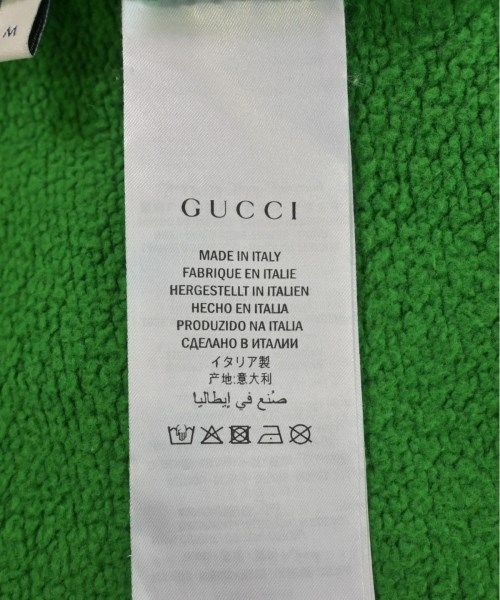 M
GUCCI
MADE IN ITALY
FABRIQUE EN ITALIE
HERGESTELLT IN ITALIEN
HECHO EN ITALIA
PRODUZIDO NA ITALIA
СДЕЛАНО В ИТАЛИИ
イタリア製
产地:意大利
صُنع في إيطاليا